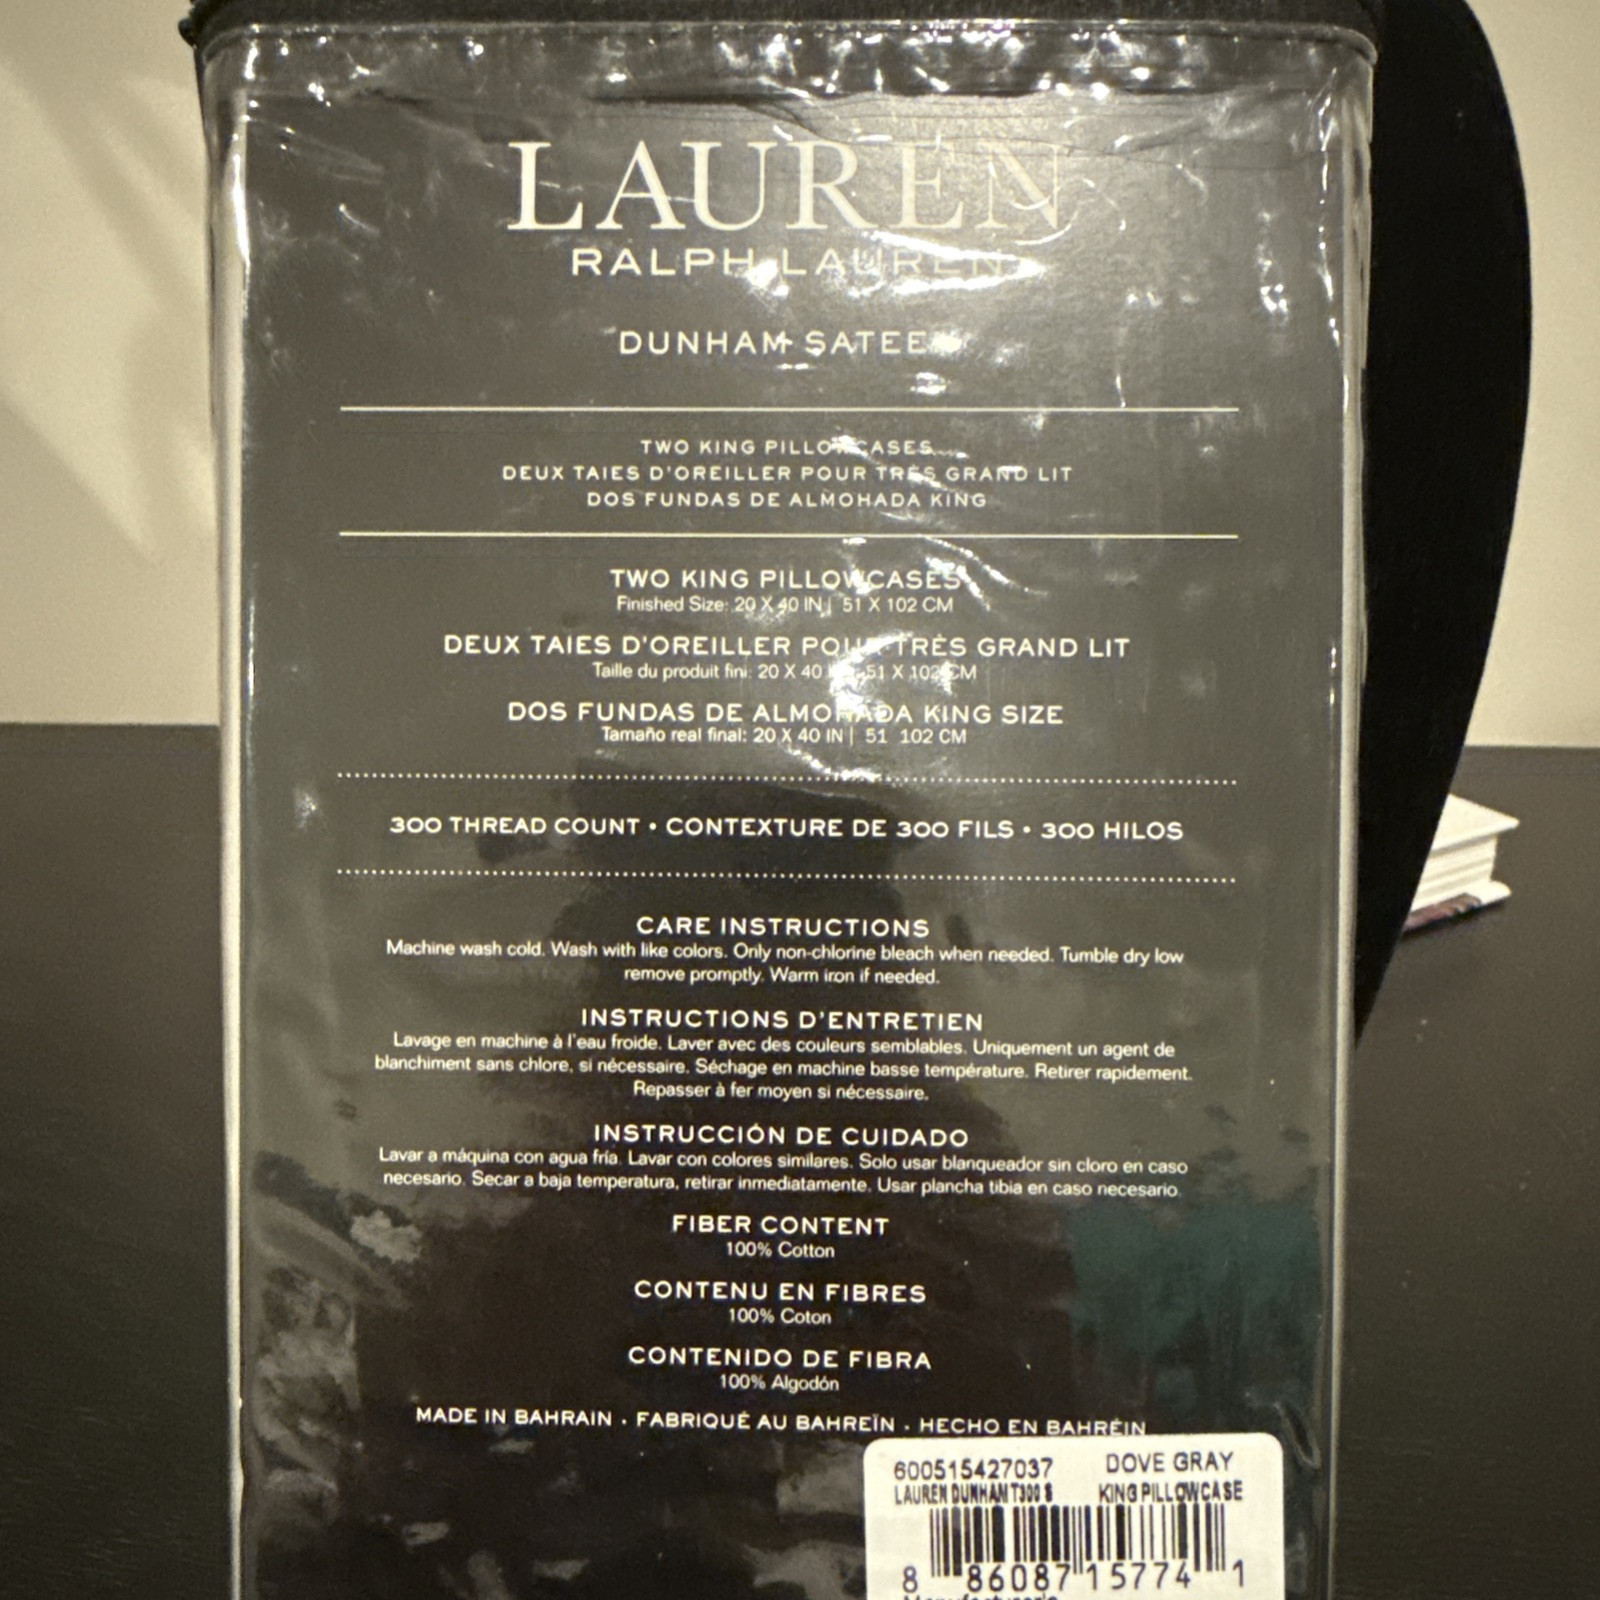 LAUREN
RALPH LAUREN
DUNHAM SATEEN
TWO KING PILLOWCASES
DEUX TAIES D'OREILLER POUR TRÈS GRAND LIT
DOS FUNDAS DE ALMOHADA KING
TWO KING PILLOWCASES
Finished Size: 20 X 40 IN | 51 X 102 CM
DEUX TAIES D'OREILLER POUR TRÈS GRAND LIT
Taille du produit fini: 20 X 40 51 X 102 CM
DOS FUNDAS DE ALMOHADA KING SIZE
Tamaño real final: 20 X 40 IN | 51 102 CM
300 THREAD COUNT • CONTEXTURE DE 300 FILS • 300 HILOS
CARE INSTRUCTIONS
Machine wash cold. Wash with like colors. Only non-chlorine bleach when needed. Tumble dry low
remove promptly. Warm iron if needed.
INSTRUCTIONS D'ENTRETIEN
Lavage en machine à l'eau froide. Laver avec des couleurs semblables. Uniquement un agent de
blanchiment sans chlore, si nécessaire. Séchage en machine basse température. Retirer rapidement.
Repasser à fer moyen si nécessaire.
INSTRUCCIÓN DE CUIDADO
Lavar a máquina con agua fría. Lavar con colores similares. Solo usar blanqueador sin cloro en caso
necesario. Secar a baja temperatura, retirar inmediatamente. Usar plancha tibia en caso necesario.
FIBER CONTENT
100% Cotton
CONTENU EN FIBRES
100% Coton
CONTENIDO DE FIBRA
100% Algodón
MADE IN BAHRAIN • FABRIQUÉ AU BAHREÏN • HECHO EN BAHRÉIN
600515427037 DOVE GRAY
LAUREN DUNHAM T300 S KING PILLOWCASE
8 86087 15774 1